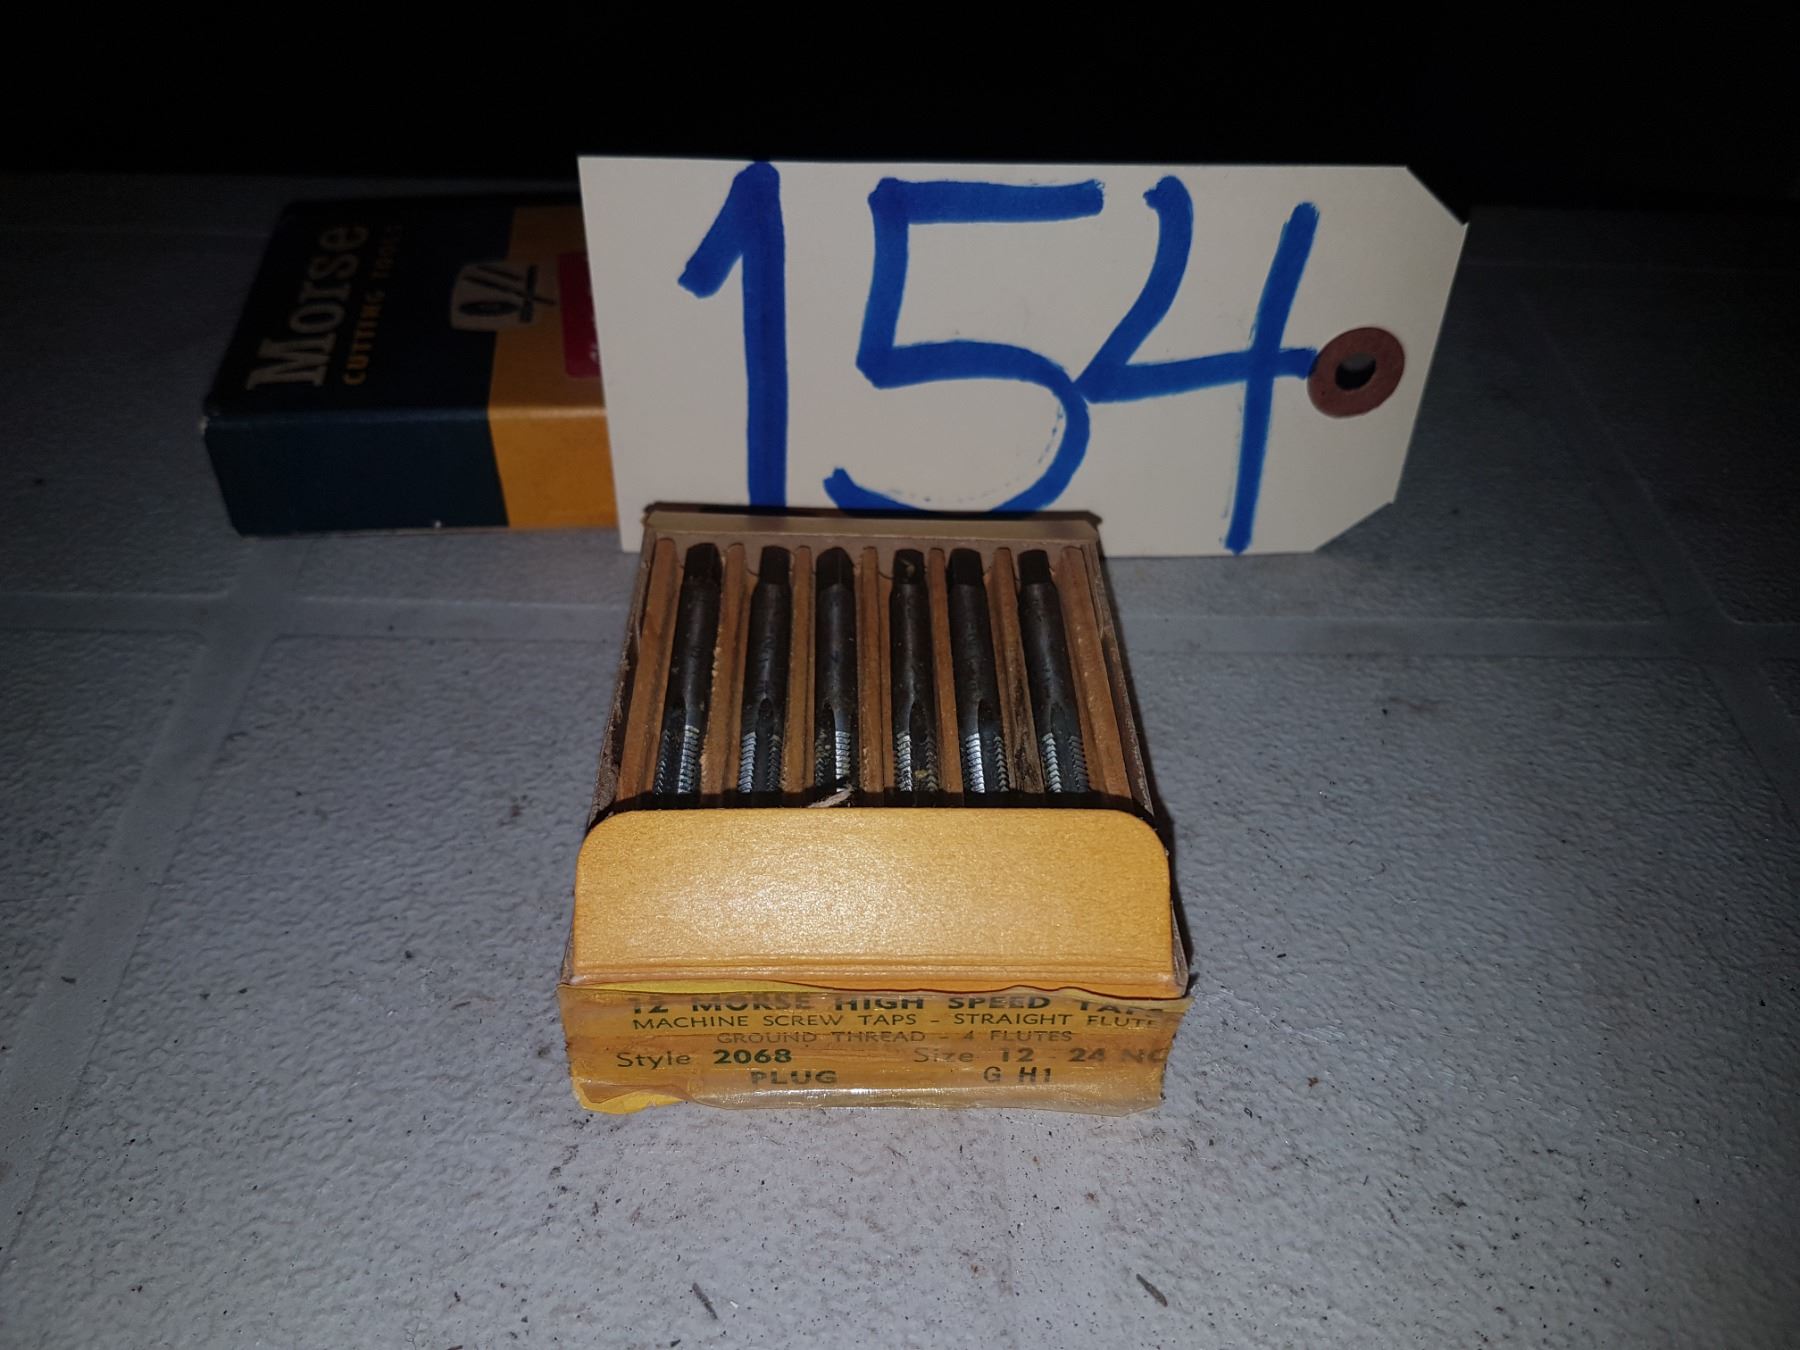 Morse
CUTTING TOOLS
154
12 MORSE HIGH SPEED TAPS
MACHINE SCREW TAPS - STRAIGHT FLUTE
GROUND THREAD - 4 FLUTES
Style 2068 Size 12 - 24 NC
PLUG G H1